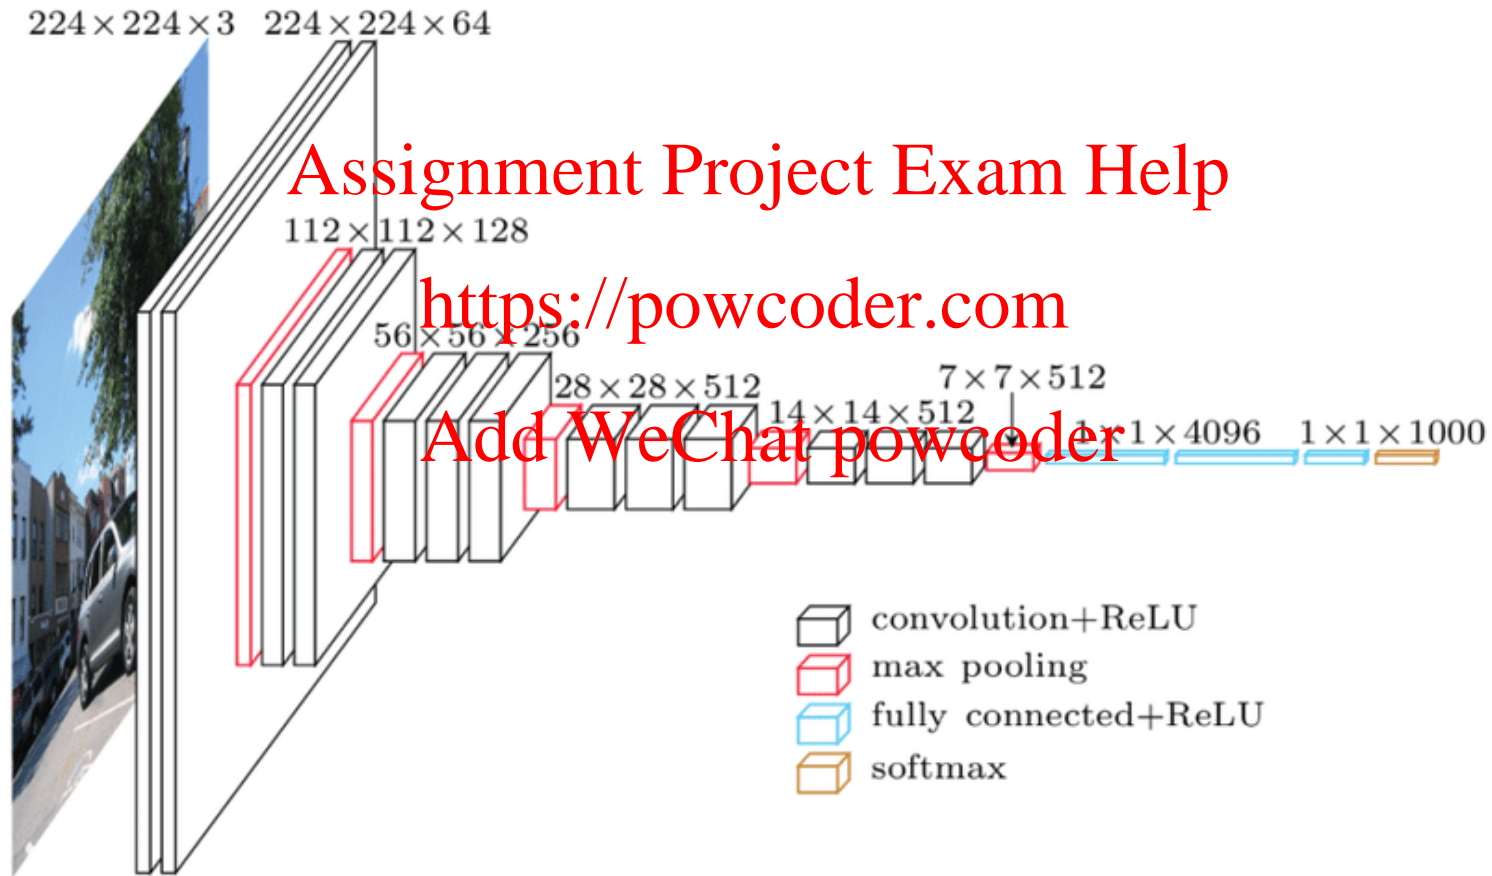 224×224×3 224×224×64
Assignment Project Exam Help
112×112×128
https://powcoder.com
56×56×256
7×7×512
28×28×512
14×14×512
Add WeChat powcoder
1×1×4096 1×1×1000
convolution+ReLU
max pooling
fully connected+ReLU
softmax